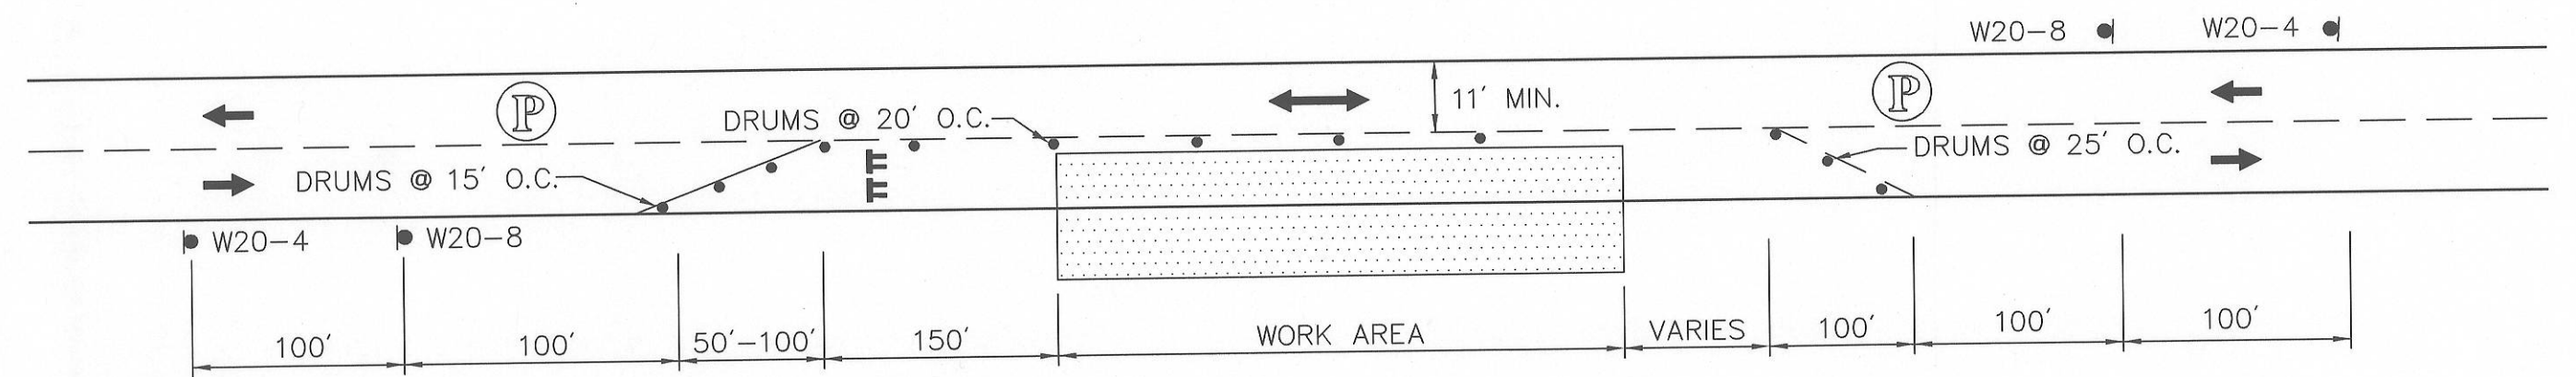 W20-8
W20-4
P
P
DRUMS @ 20' O.C.
11' MIN.
DRUMS @ 15' O.C.
DRUMS @ 25' O.C.
W20-4
W20-8
100'
100'
50'-100'
150'
WORK AREA
VARIES
100'
100'
100'